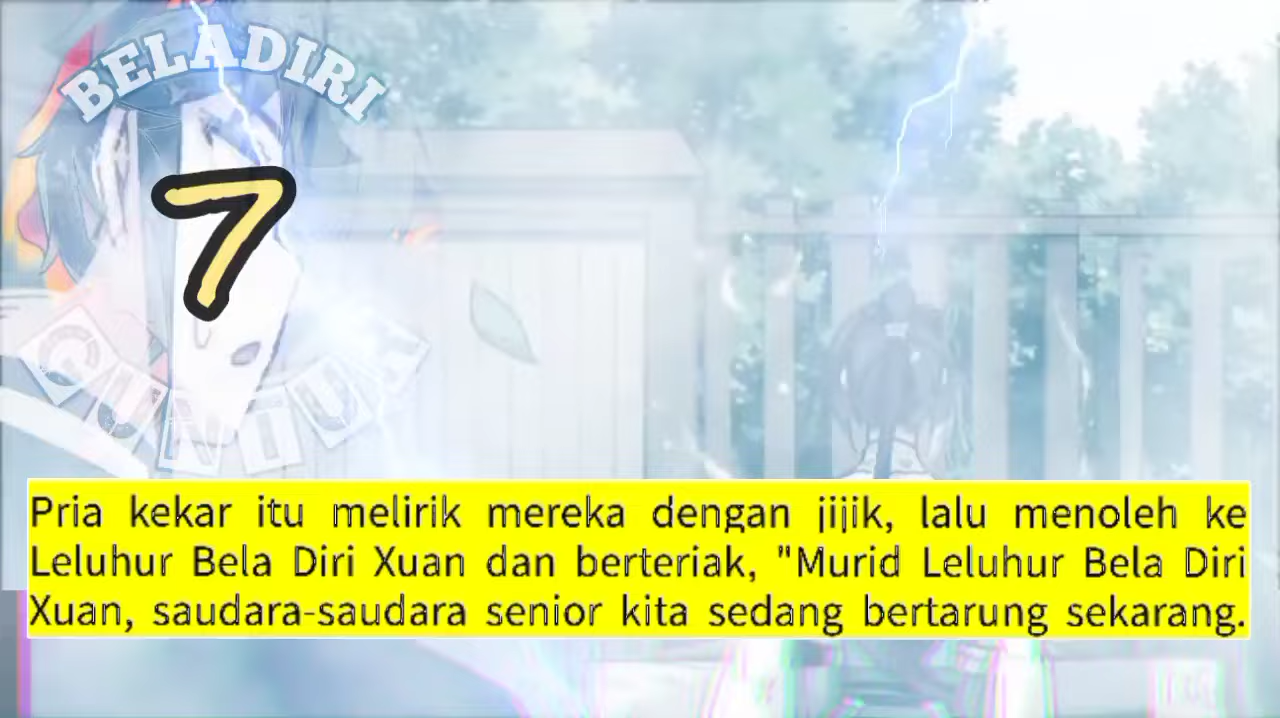 BELADIRI
7
GUNTUR
Pria kekar itu melirik mereka dengan jijik, lalu menoleh ke
Leluhur Bela Diri Xuan dan berteriak, "Murid Leluhur Bela Diri
Xuan, saudara-saudara senior kita sedang bertarung sekarang.